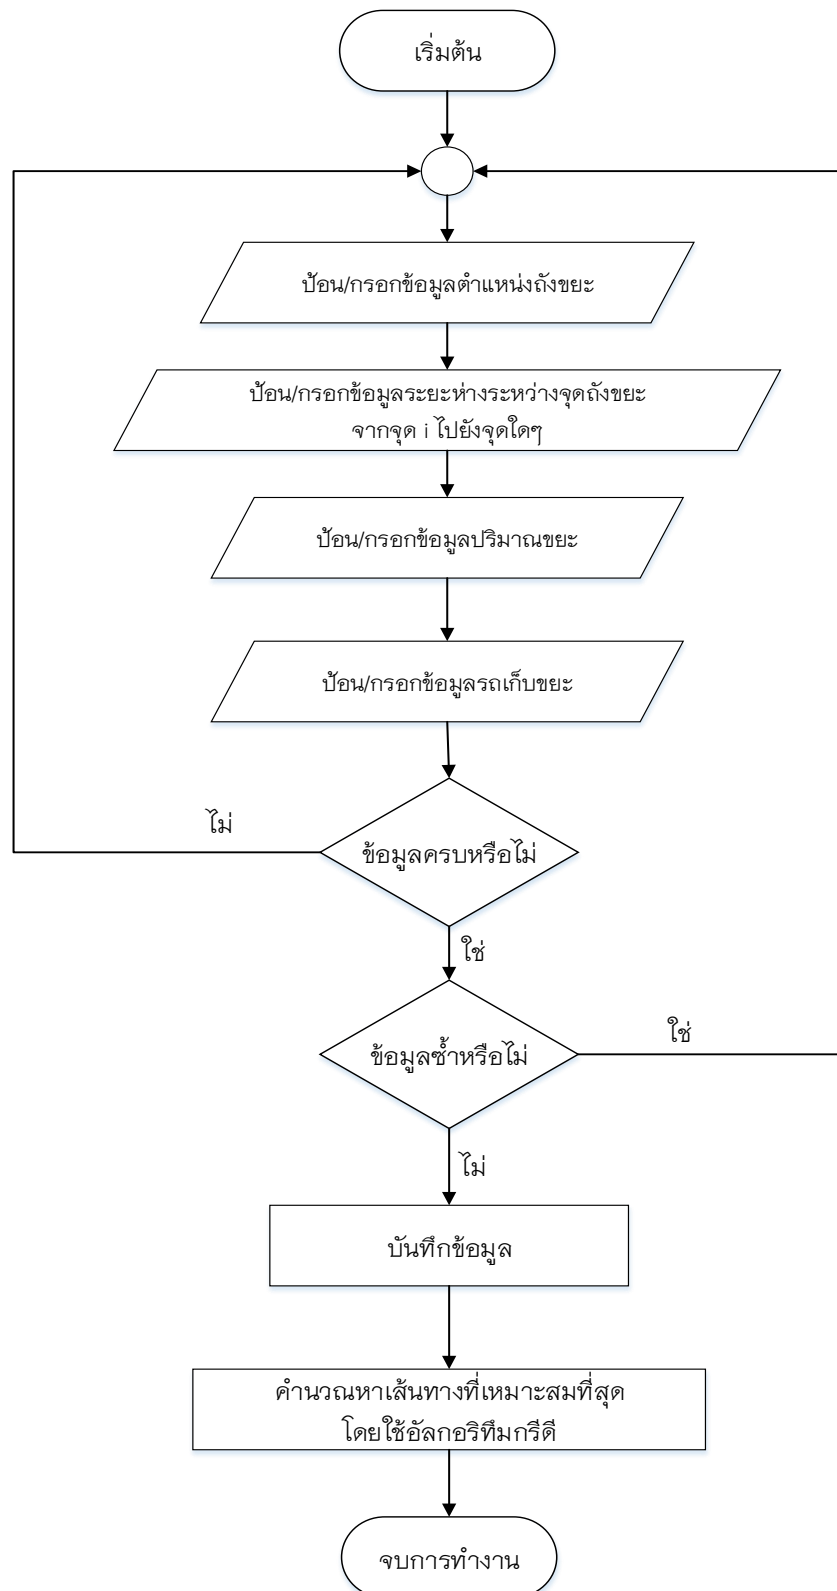 เริ่มต้น
ป้อน/กรอกข้อมูลตำแหน่งถังขยะ
ป้อน/กรอกข้อมูลระยะห่างระหว่างจุดถังขยะ
จากจุด i ไปยังจุดใดๆ
ป้อน/กรอกข้อมูลปริมาณขยะ
ป้อน/กรอกข้อมูลรถเก็บขยะ
ไม่
ข้อมูลครบหรือไม่
ใช่
ใช่
ข้อมูลซ้ำหรือไม่
ไม่
บันทึกข้อมูล
คำนวณหาเส้นทางที่เหมาะสมที่สุด
โดยใช้อัลกอริทึมกรีดี
จบการทำงาน